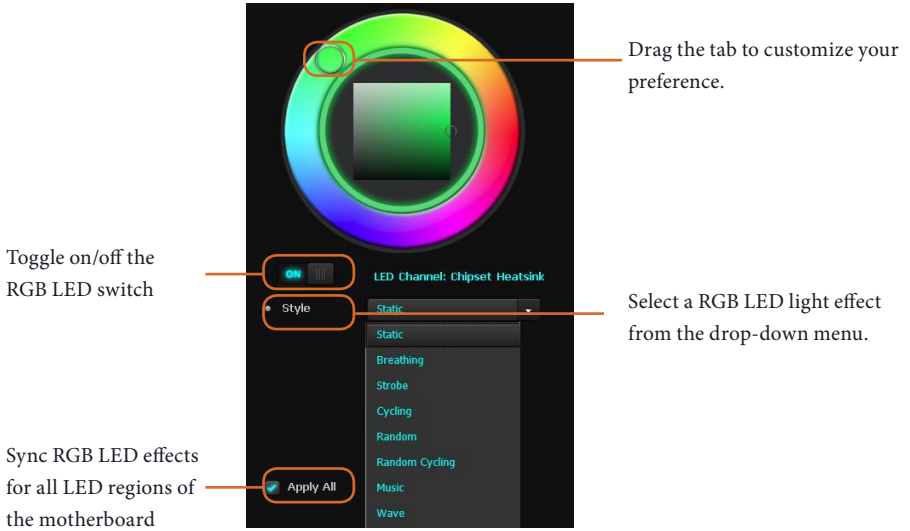 Drag the tab to customize your
preference.
Toggle on/off the
RGB LED switch
ON
LED Channel: Chipset Heatsink
Style
Static
Select a RGB LED light effect
from the drop-down menu.
Static
Breathing
Strobe
Cycling
Random
Random Cycling
Music
Wave
Sync RGB LED effects
for all LED regions of
the motherboard
Apply All